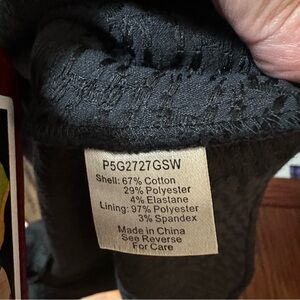 P5G2727GSW
Shell: 67% Cotton
29% Polyester
4% Elastane
Lining: 97% Polyester
3% Spandex
Made in China
See Reverse
For Care